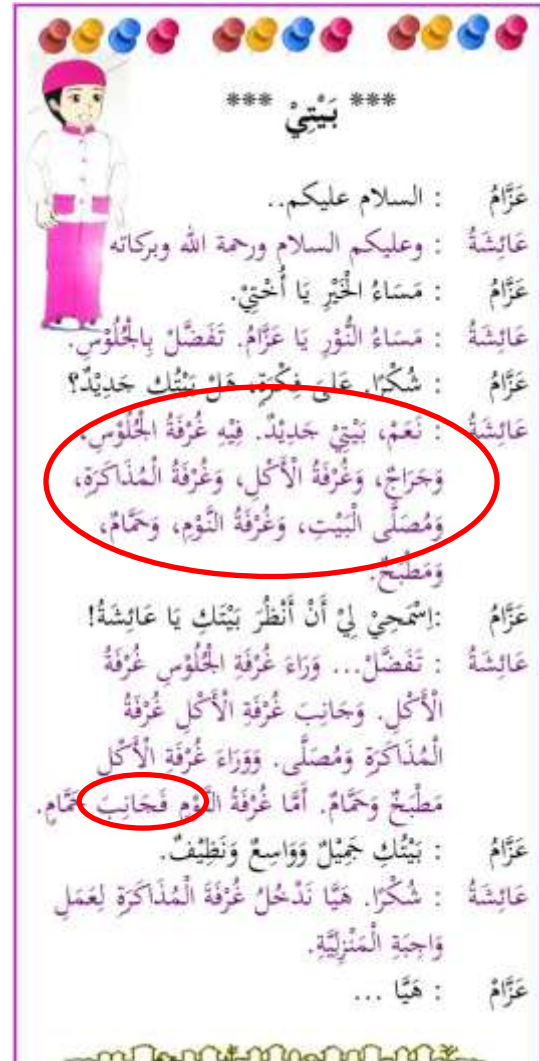 *** بَيْتِيْ ***
عَزَّامُ : السلام عليكم..
عَائِشَةُ : وعليكم السلام ورحمة الله وبركاته
عَزَّامُ : مَسَاءُ الْخَيْرِ يَا أُخْتِيْ.
عَائِشَةُ : مَسَاءُ النُّوْرِ يَا عَزَّامُ. تَفَضَّلْ بِالْجُلُوْسِ.
عَزَّامُ : شُكْرًا. عَلَى فِكْرَةٍ، هَلْ بَيْتُكِ جَدِيْدٌ؟
عَائِشَةُ : نَعَمْ، بَيْتِيْ جَدِيْدٌ. فِيْهِ غُرْفَةُ الْجُلُوْسِ،
وَجَرَاجٌ، وَغُرْفَةُ الْأَكْلِ، وَغُرْفَةُ الْمُذَاكَرَةِ،
وَمُصَلَّى الْبَيْتِ، وَغُرْفَةُ النَّوْمِ، وَحَمَّامٌ،
وَمَطْبَخٌ.
عَزَّامُ :اِسْمَحِيْ لِيْ أَنْ أَنْظُرَ بَيْتَكِ يَا عَائِشَةُ!
عَائِشَةُ : تَفَضَّلْ... وَرَاءَ غُرْفَةِ الْجُلُوْسِ غُرْفَةُ
الْأَكْلِ. وَجَانِبَ غُرْفَةِ الْأَكْلِ غُرْفَةُ
الْمُذَاكَرَةِ وَمُصَلَّى. وَوَرَاءَ غُرْفَةِ الْأَكْلِ
مَطْبَخٌ وَحَمَّامٌ. أَمَّا غُرْفَةُ النَّوْمِ فَجَانِبَ حَمَّامٍ.
عَزَّامُ : بَيْتُكِ جَمِيْلٌ وَوَاسِعٌ وَنَظِيْفٌ.
عَائِشَةُ : شُكْرًا. هَيَّا نَدْخُلُ غُرْفَةَ الْمُذَاكَرَةِ لِعَمَلِ
وَاجِبَةِ الْمَنْزِلِيَّةِ.
عَزَّامُ : هَيَّا ...